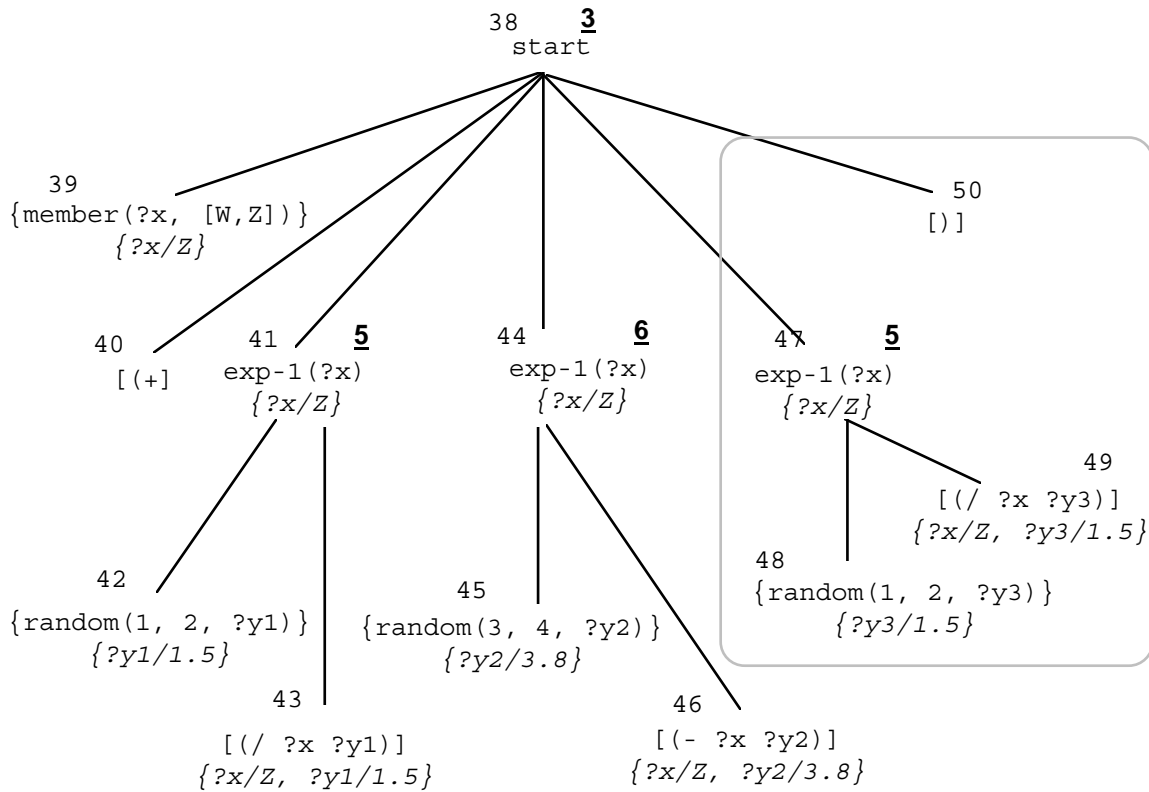 38 3
start
39
{member(?x, [W,Z])}
{?x/Z}
50
[)]
40
[(+]
41 5
exp-1(?x)
{?x/Z}
44 6
exp-1(?x)
{?x/Z}
47 5
exp-1(?x)
{?x/Z}
49
[(/ ?x ?y3)]
{?x/Z, ?y3/1.5}
42
{random(1, 2, ?y1)}
{?y1/1.5}
45
{random(3, 4, ?y2)}
{?y2/3.8}
48
{random(1, 2, ?y3)}
{?y3/1.5}
43
[(/ ?x ?y1)]
{?x/Z, ?y1/1.5}
46
[(- ?x ?y2)]
{?x/Z, ?y2/3.8}